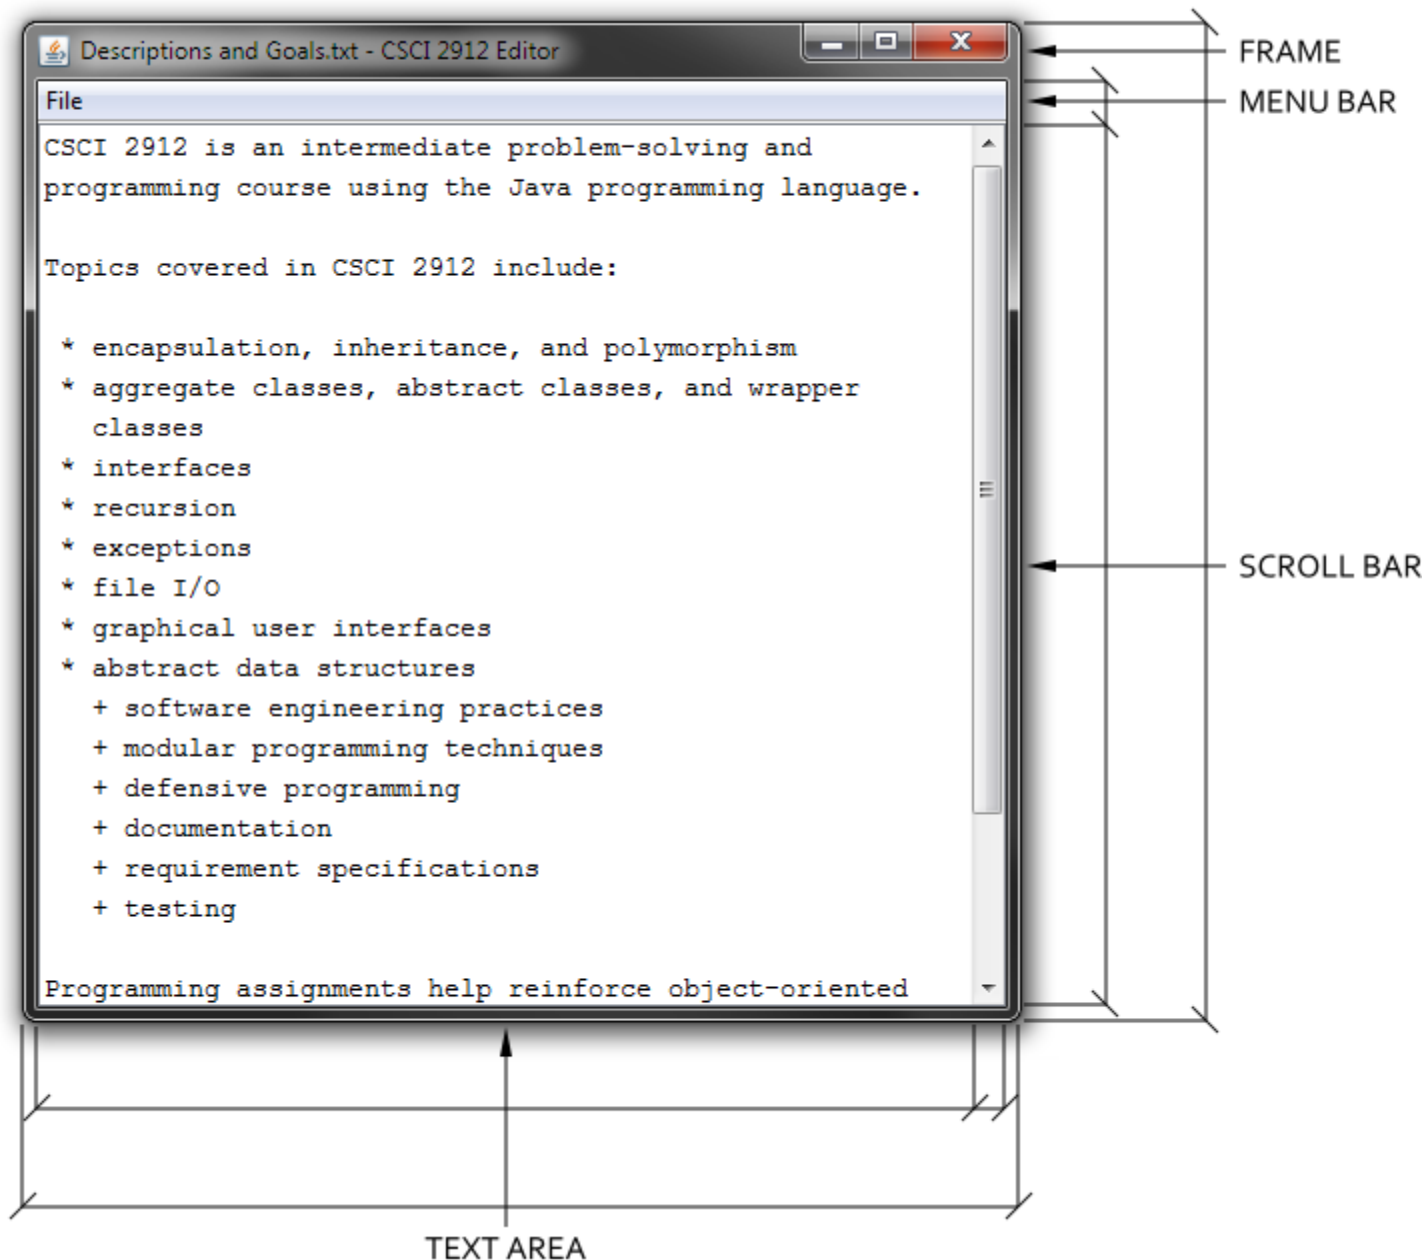 Descriptions and Goals.txt - CSCI 2912 Editor
FRAME
File
MENU BAR
CSCI 2912 is an intermediate problem-solving and
programming course using the Java programming language.
Topics covered in CSCI 2912 include:
* encapsulation, inheritance, and polymorphism
* aggregate classes, abstract classes, and wrapper
classes
* interfaces
* recursion
* exceptions
SCROLL BAR
* file I/O
* graphical user interfaces
* abstract data structures
+ software engineering practices
+ modular programming techniques
+ defensive programming
+ documentation
+ requirement specifications
+ testing
Programming assignments help reinforce object-oriented
TEXT AREA